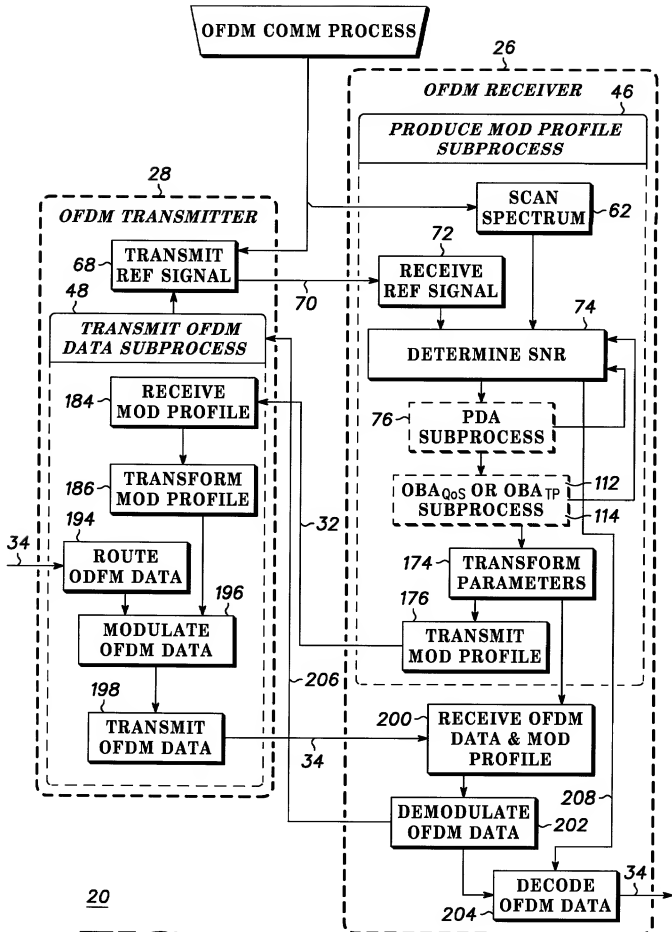 OFDM COMM PROCESS
26
OFDM RECEIVER
46
PRODUCE MOD PROFILE
SUBPROCESS
28
OFDM TRANSMITTER
SCAN
SPECTRUM
62
68
TRANSMIT
REF SIGNAL
70
72
RECEIVE
REF SIGNAL
48
TRANSMIT OFDM
DATA SUBPROCESS
74
DETERMINE SNR
184
RECEIVE
MOD PROFILE
76
PDA
SUBPROCESS
186
TRANSFORM
MOD PROFILE
32
OBAQoS OR OBATP
SUBPROCESS
112
114
34
194
ROUTE
ODFM DATA
174
TRANSFORM
PARAMETERS
196
MODULATE
OFDM DATA
176
TRANSMIT
MOD PROFILE
206
198
TRANSMIT
OFDM DATA
34
200
RECEIVE OFDM
DATA & MOD
PROFILE
208
DEMODULATE
OFDM DATA
202
20
DECODE
OFDM DATA
204
34